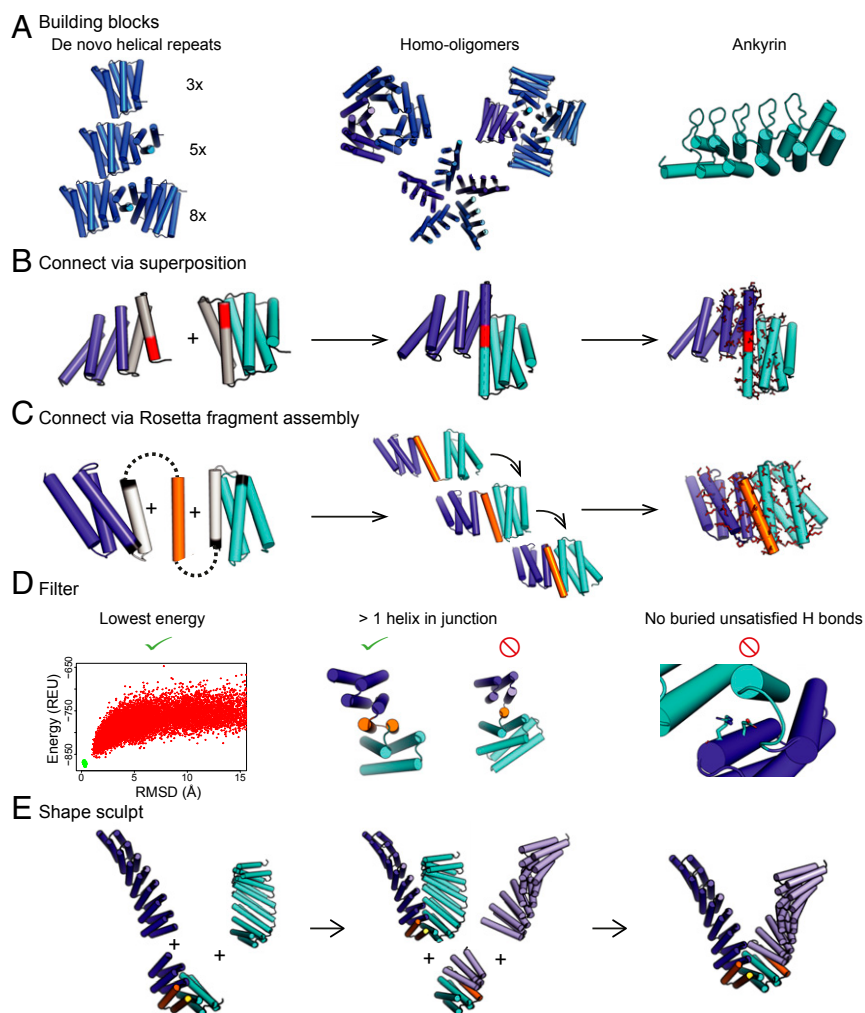 A Building blocks
De novo helical repeats
Homo-oligomers
Ankyrin
3x
5x
8x
B Connect via superposition
+
C Connect via Rosetta fragment assembly
+ +
D Filter
Lowest energy
> 1 helix in junction
No buried unsatisfied H bonds
Energy (REU)
−650
−750
−850
0 5 10 15
RMSD (Å)
E Shape sculpt
+ +
+ +